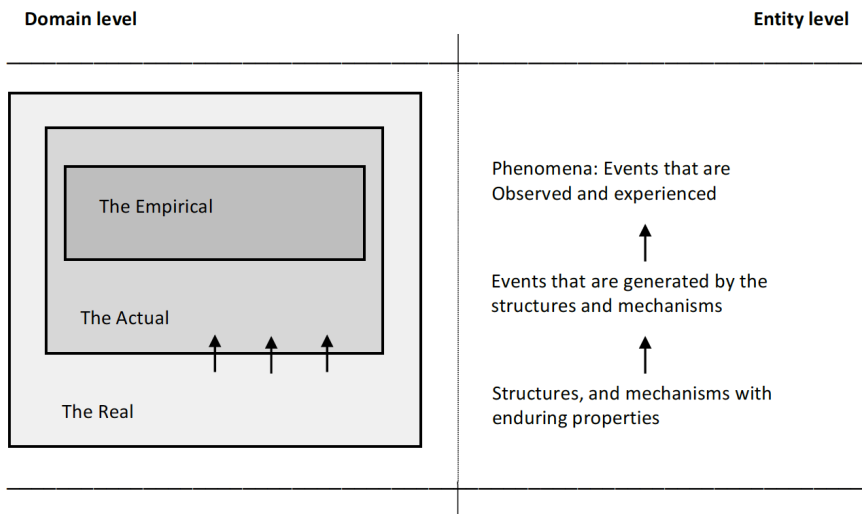 Domain level
Entity level
The Empirical
The Actual
The Real
Phenomena: Events that are
Observed and experienced
Events that are generated by the
structures and mechanisms
Structures, and mechanisms with
enduring properties